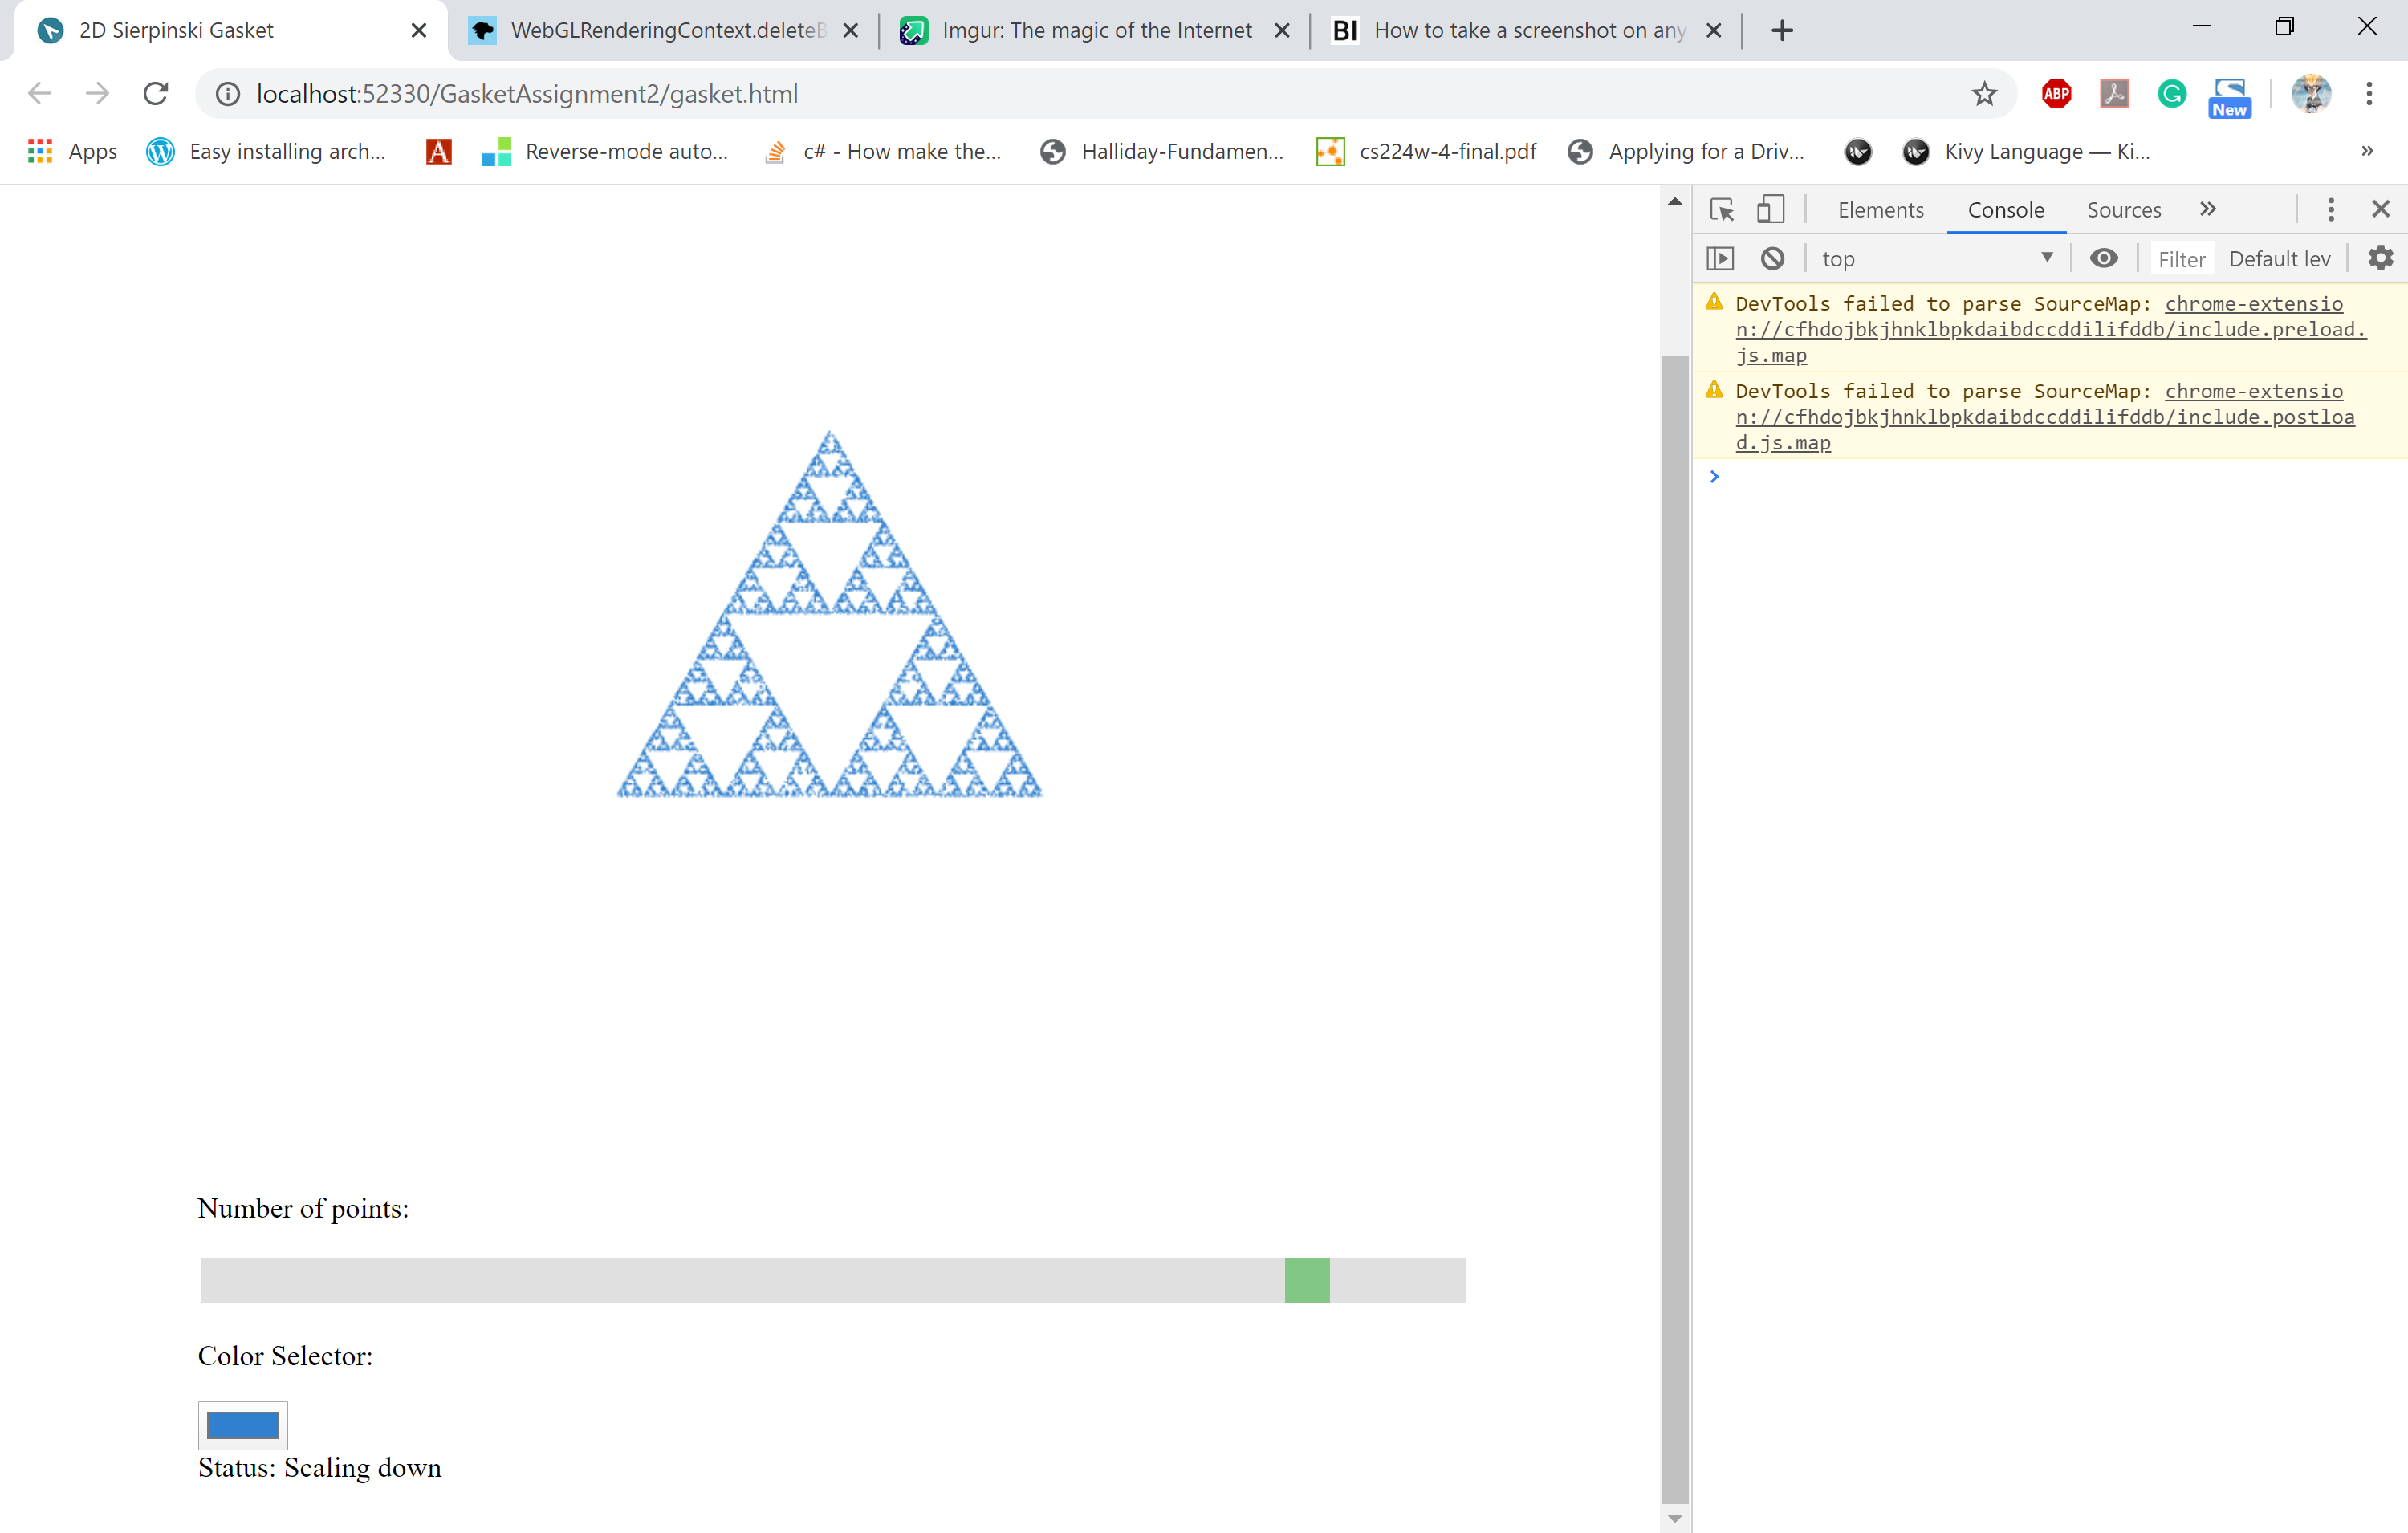 2D Sierpinski Gasket
WebGLRenderingContext.deleteB
Imgur: The magic of the Internet
BI
How to take a screenshot on any
localhost:52330/GasketAssignment2/gasket.html
ABP
New
Apps
Easy installing arch...
A
Reverse-mode auto...
c# - How make the...
Halliday-Fundamen...
cs224w-4-final.pdf
Applying for a Driv...
Kivy Language — Ki...
»
Elements
Console
Sources
»
top
Filter
Default lev
DevTools failed to parse SourceMap: chrome-extensio
n://cfhdojbkjhnklbpkdaibdccddilifddb/include.preload.
js.map
DevTools failed to parse SourceMap: chrome-extensio
n://cfhdojbkjhnklbpkdaibdccddilifddb/include.postloa
d.js.map
Number of points:
Color Selector:
Status: Scaling down